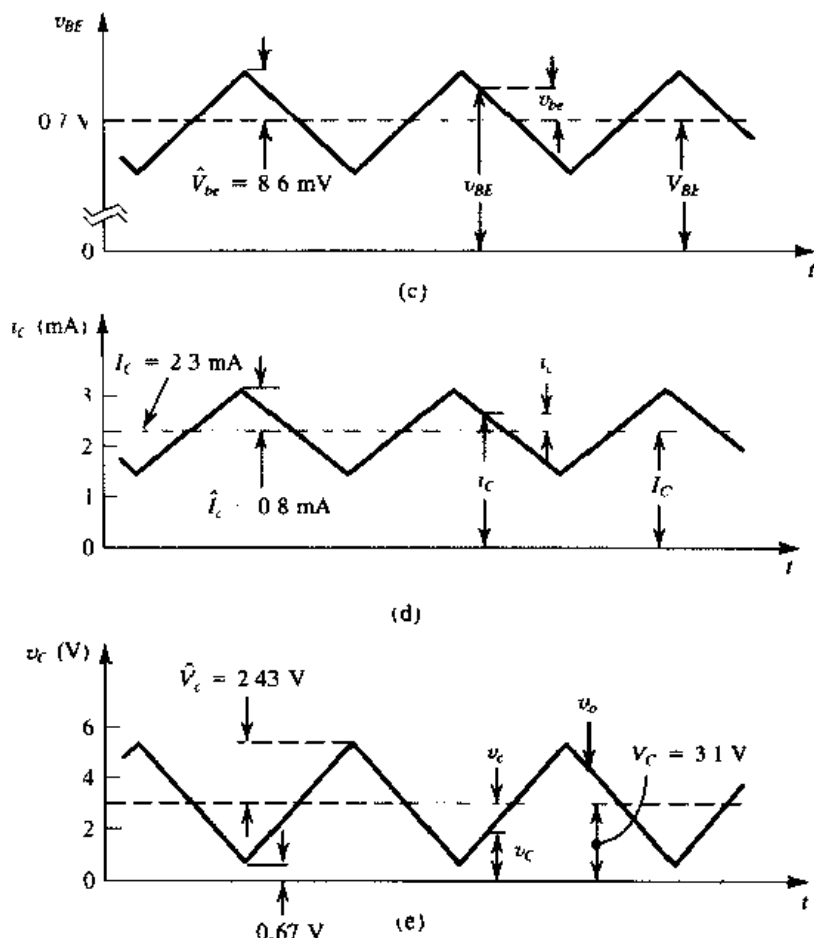 v_BE
0 7 V
v_be
V̂_be = 8 6 mV
v_BE
V_BE
0
t
(c)
i_C (mA)
I_C = 2 3 mA
i_c
3
2
i_C
I_C
1
Î_c · 0 8 mA
0
t
(d)
v_C (V)
V̂_c = 2 43 V
v_o
6
v_c
V_C = 3 1 V
4
2
v_C
0
t
0.67 V
(e)